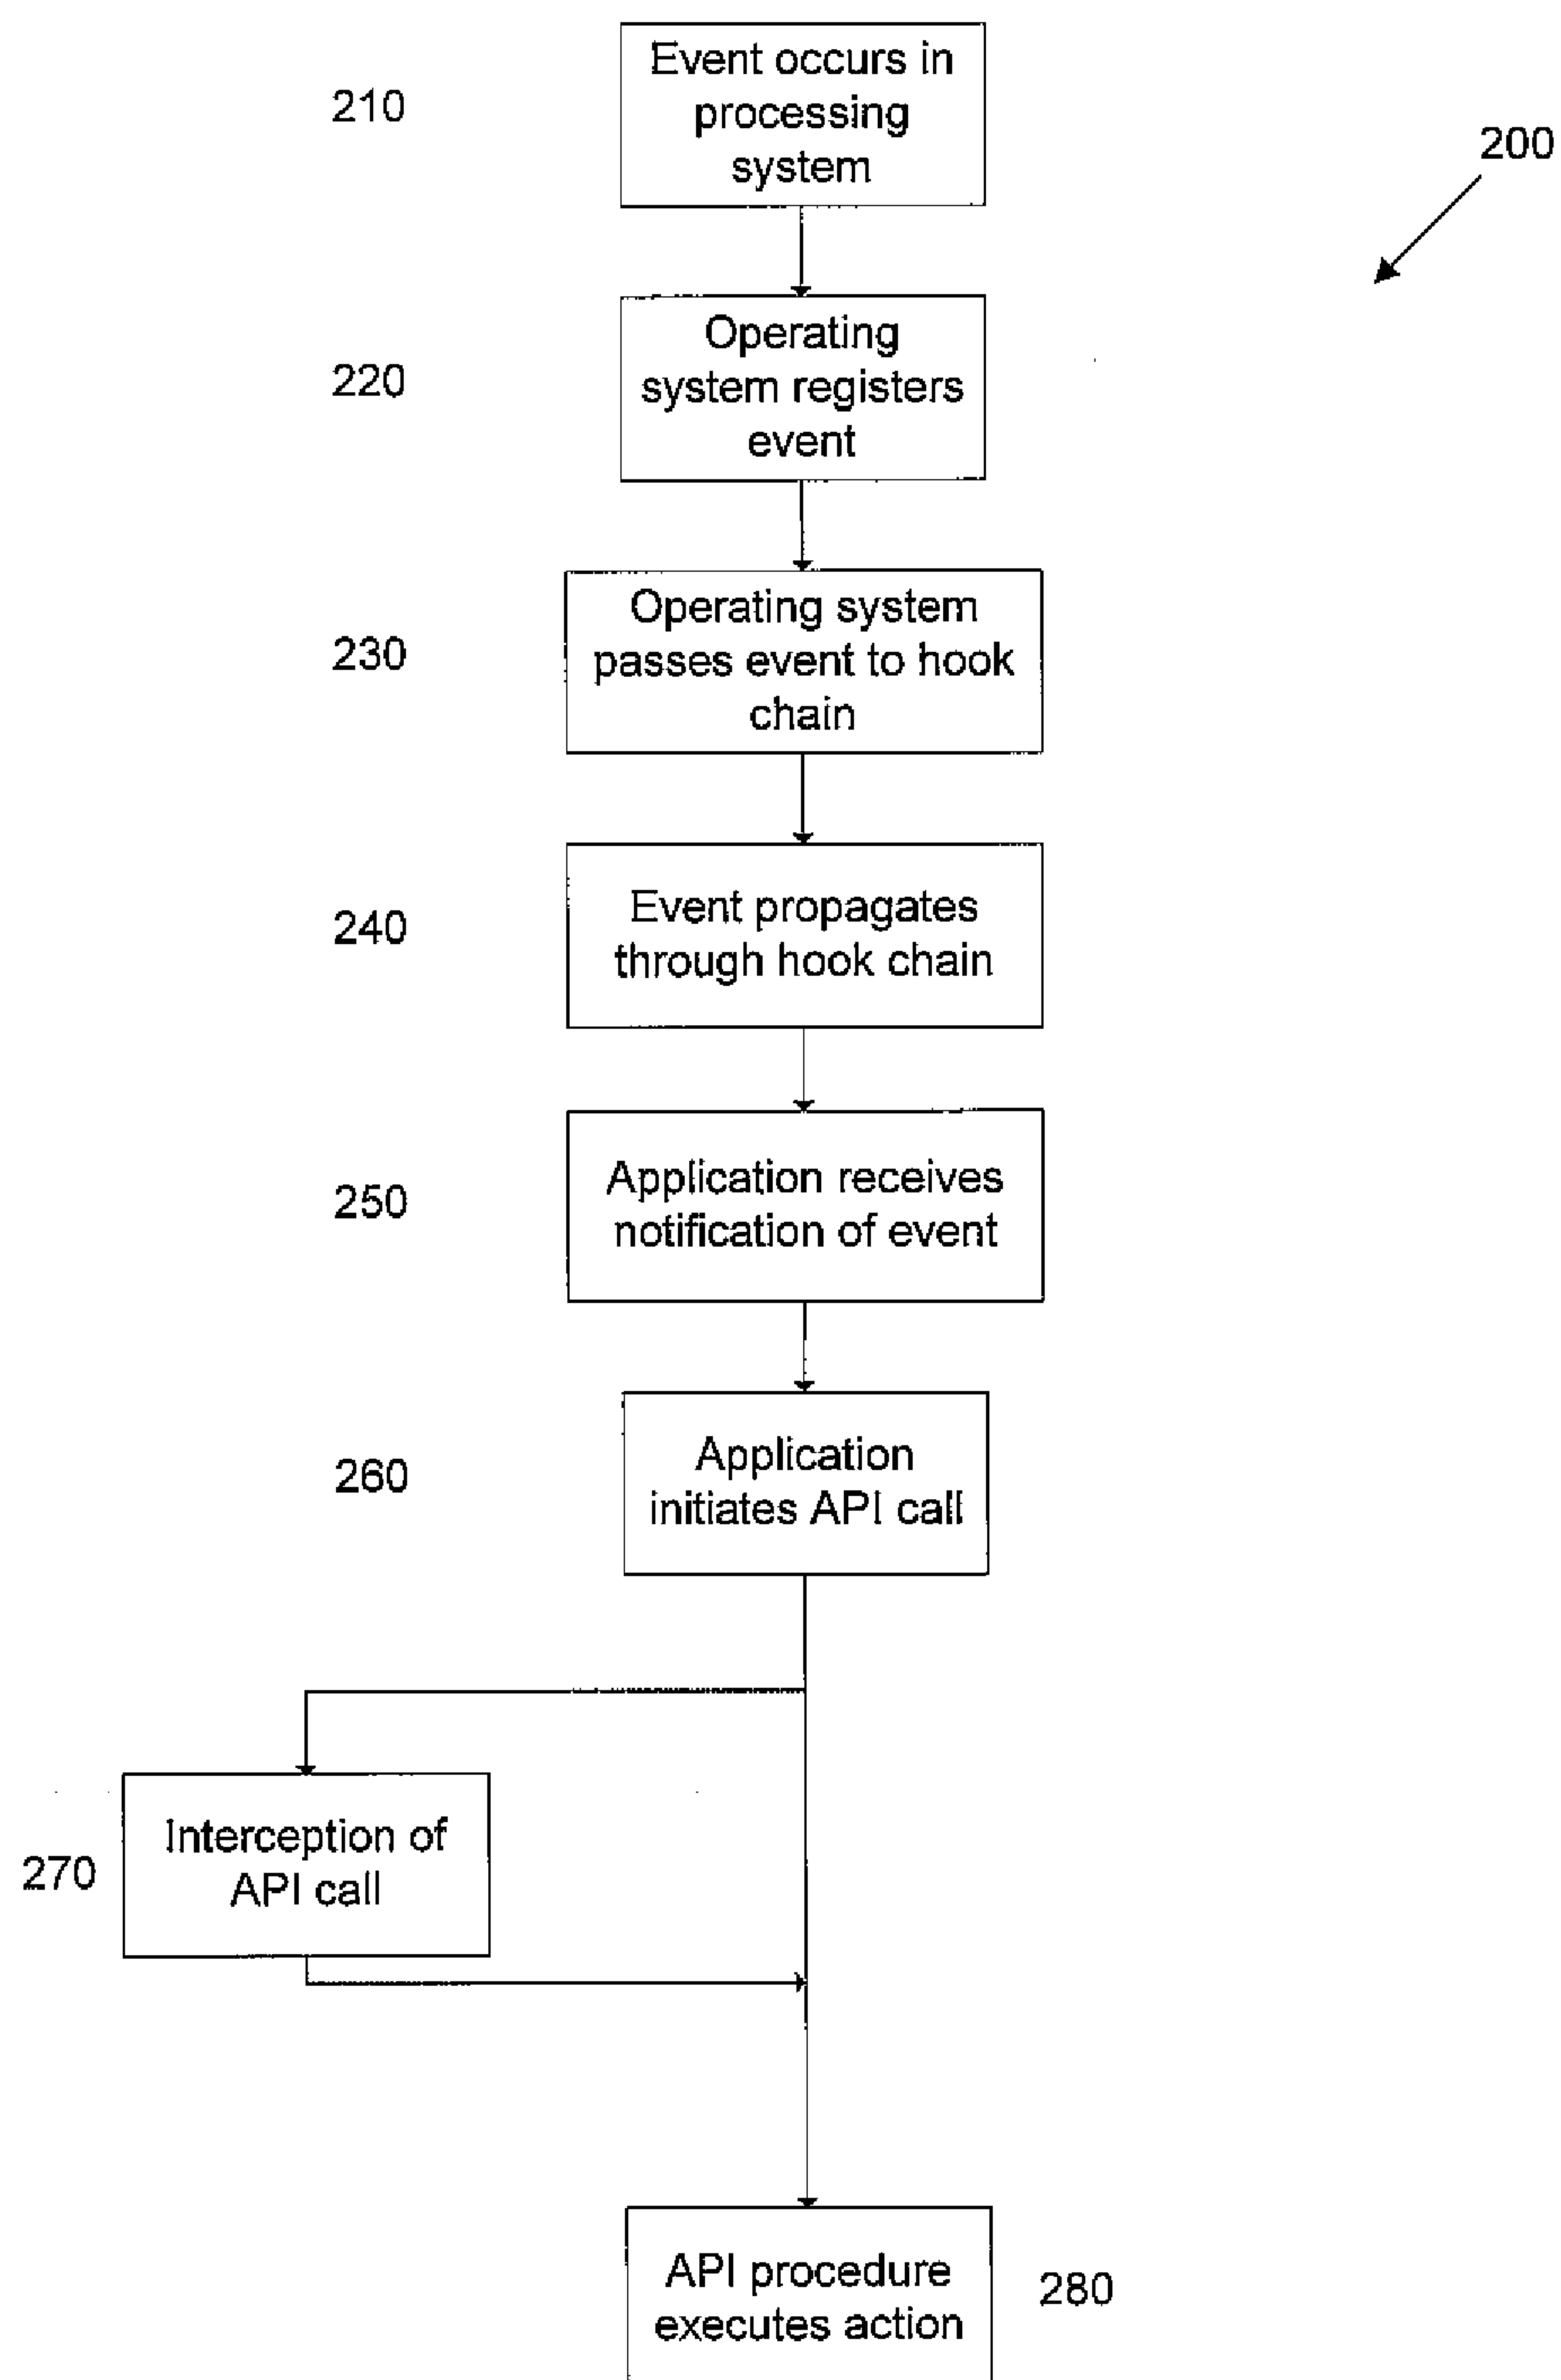 210
Event occurs in
processing
system
200
220
Operating
system registers
event
230
Operating system
passes event to hook
chain
240
Event propagates
through hook chain
250
Application receives
notification of event
260
Application
initiates API call
270
Interception of
API call
API procedure
executes action
280